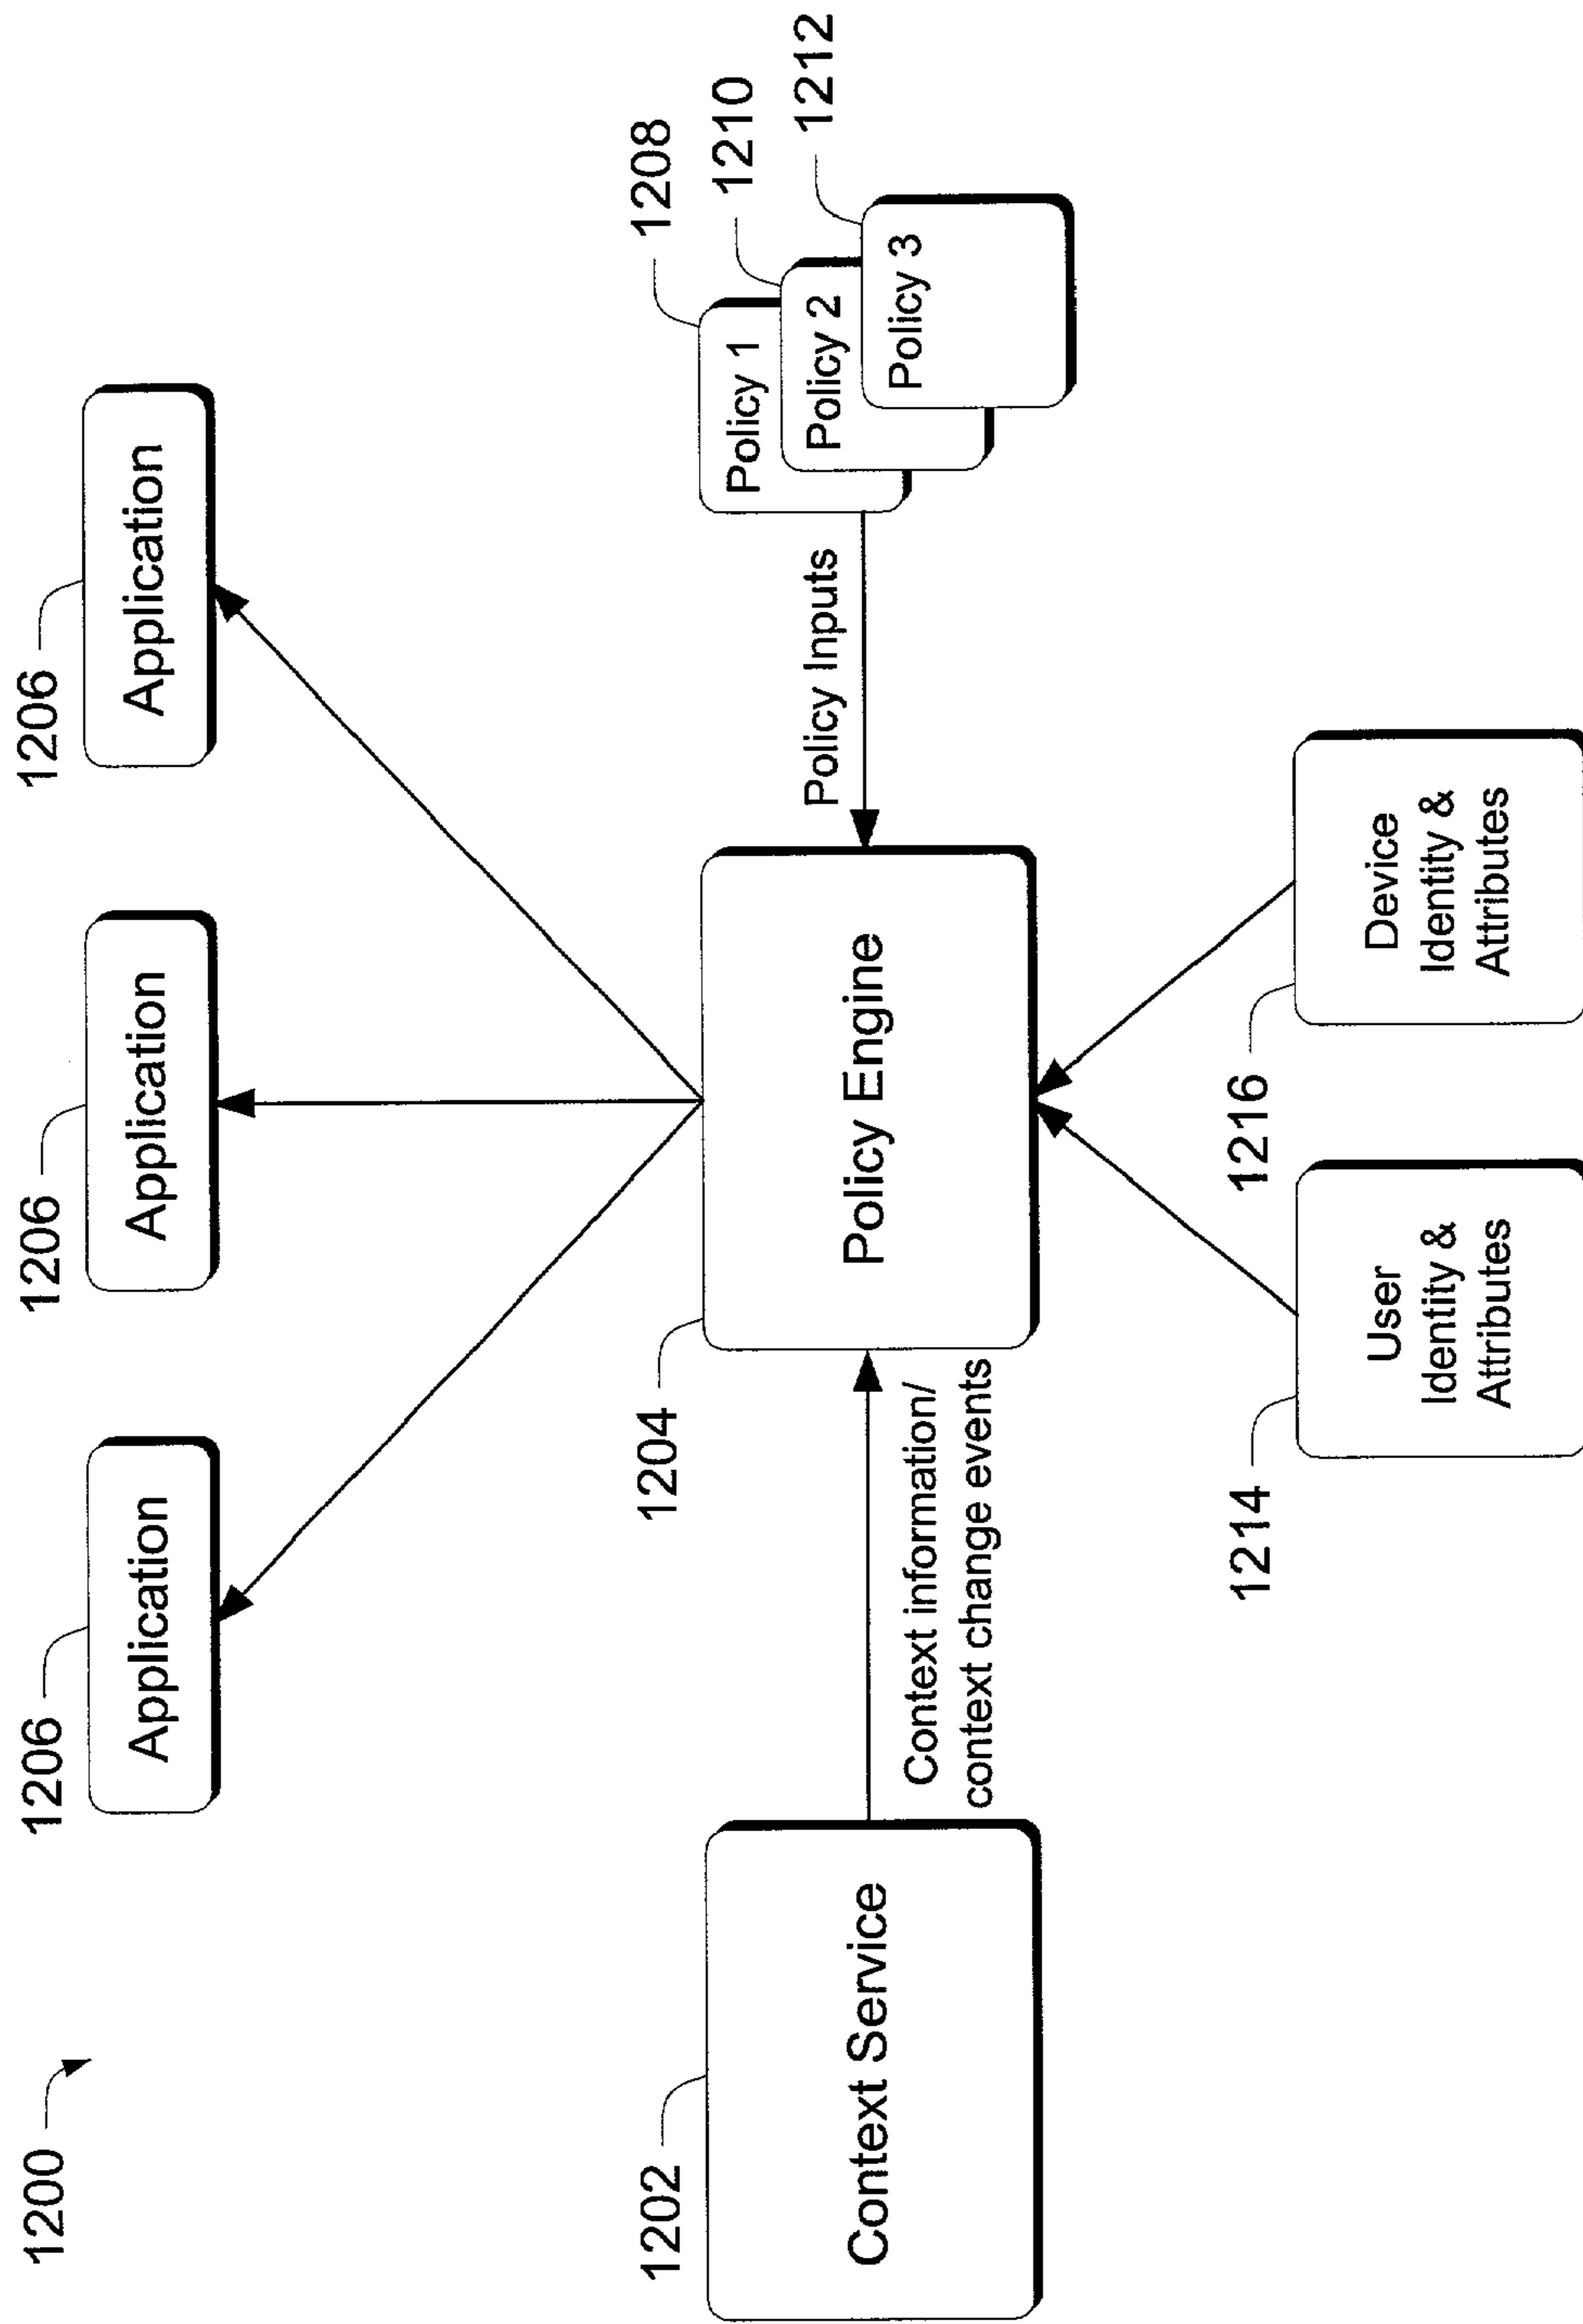 1200
1206
1206
1206
Application
Application
Application
1202
1204
1208
1210
1212
Context Service
Context information/
context change events
Policy Engine
Policy Inputs
Policy 1
Policy 2
Policy 3
1214
1216
User
Identity &
Attributes
Device
Identity &
Attributes